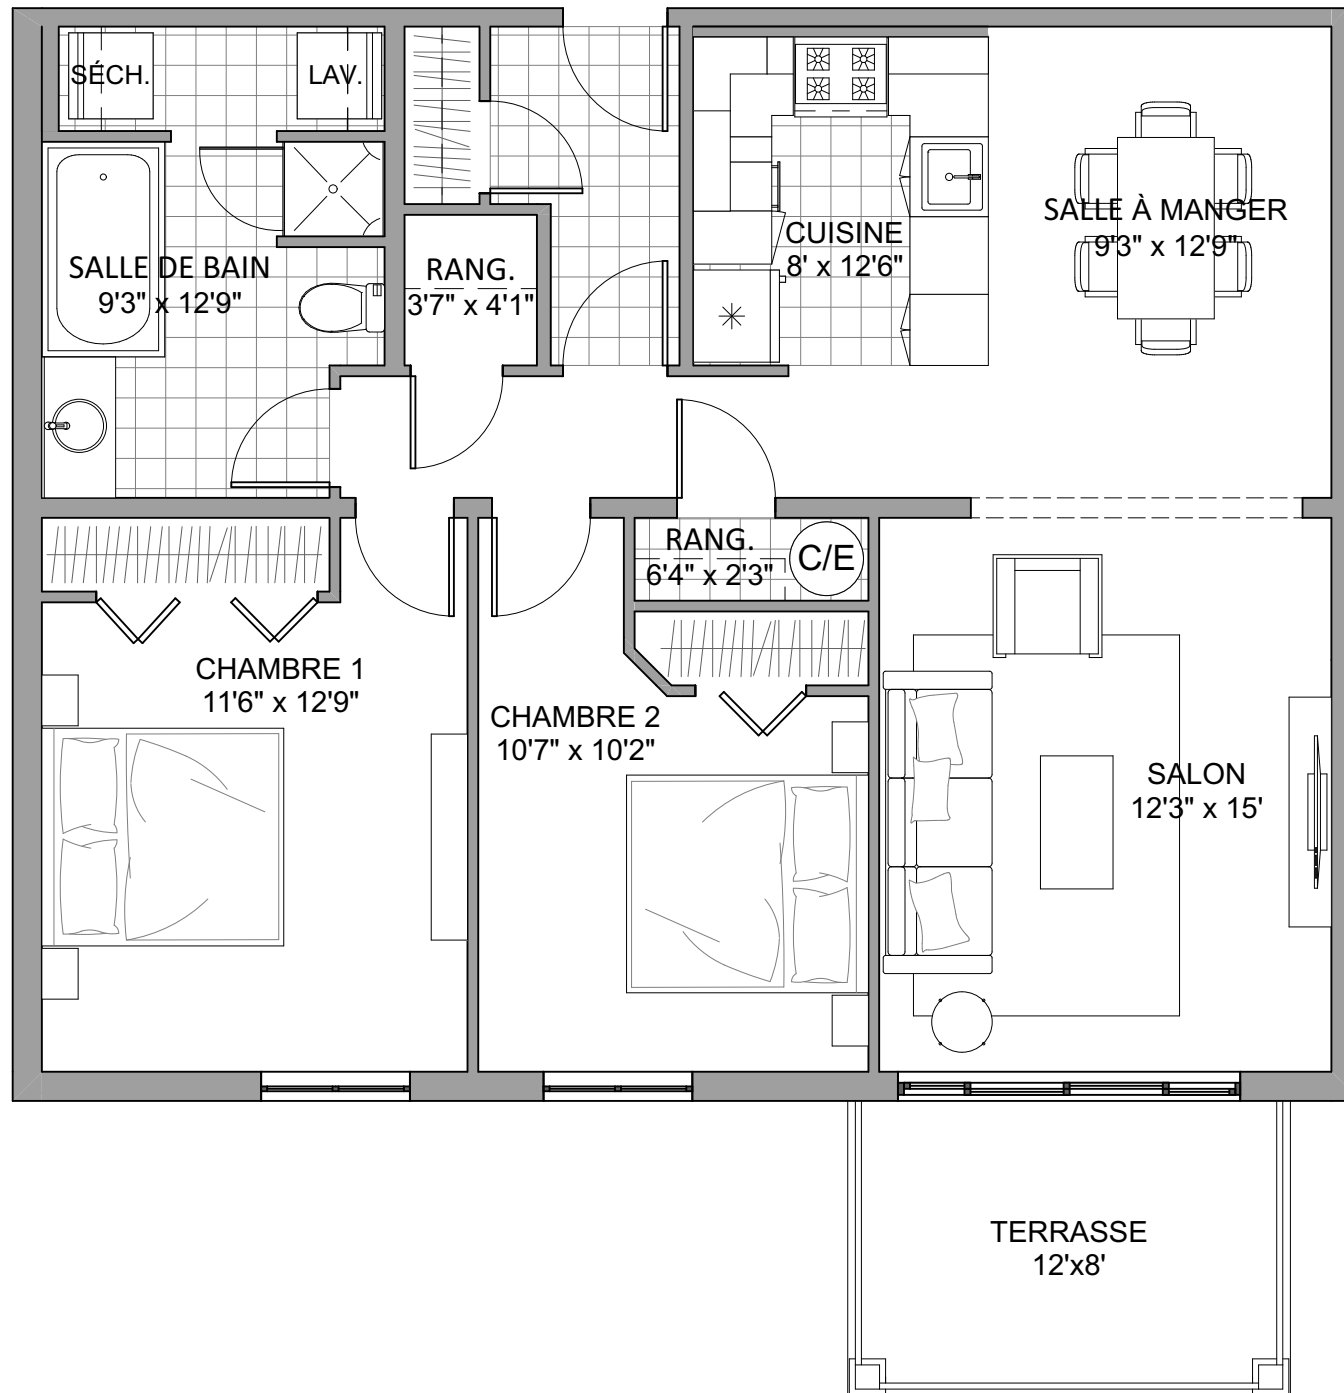 SÉCH.
LAV.
SALLE DE BAIN
9'3" x 12'9"
RANG.
3'7" x 4'1"
CUISINE
8' x 12'6"
SALLE À MANGER
9'3" x 12'9"
RANG.
6'4" x 2'3"
C/E
CHAMBRE 1
11'6" x 12'9"
CHAMBRE 2
10'7" x 10'2"
SALON
12'3" x 15'
TERRASSE
12'x8'